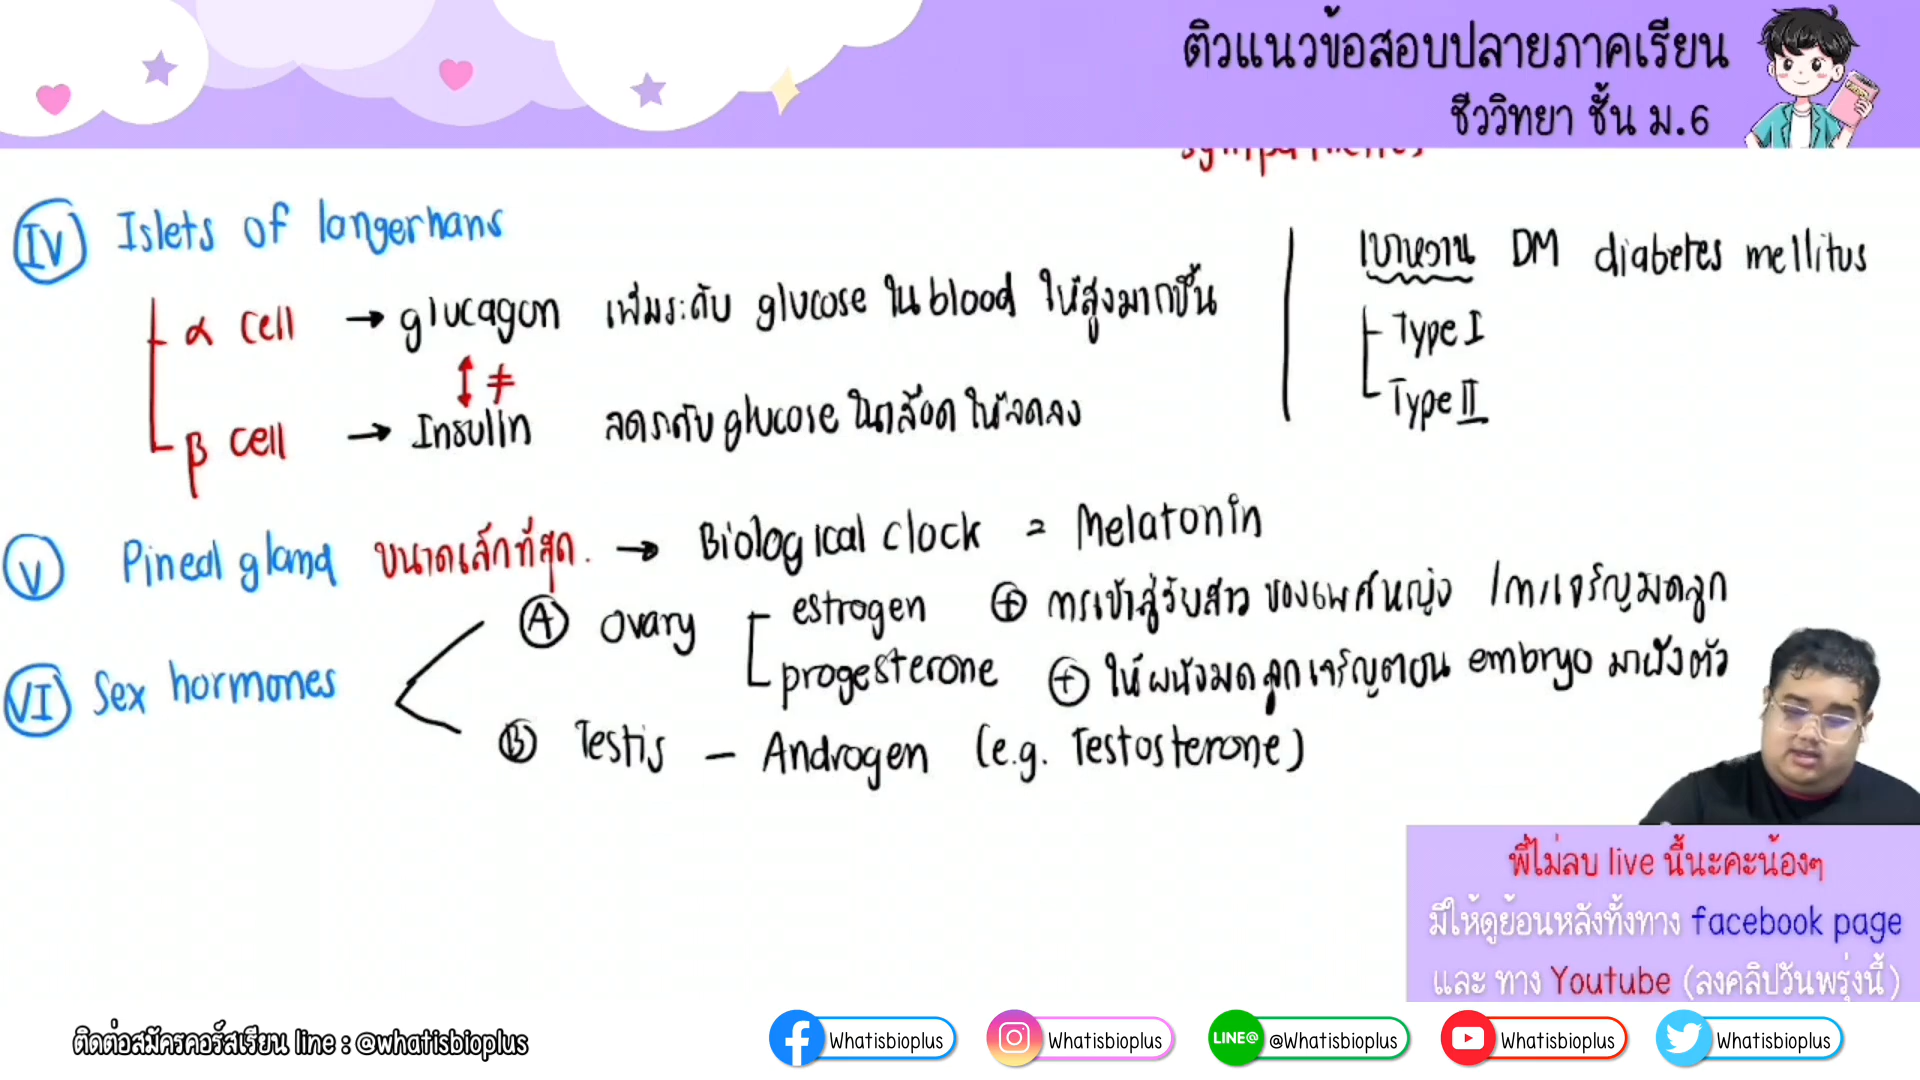 ติวแนวข้อสอบปลายภาคเรียน
ชีววิทยา ชั้น ม.6
IV Islets of langerhans
α cell → glucagon เพิ่มระดับ glucose ใน blood ให้สูงมากขึ้น
↕ ≠
β cell → Insulin ลดระดับ glucose ในเลือด ให้ลดลง
เบาหวาน DM diabetes mellitus
Type I
Type II
V Pineal gland ขนาดเล็กที่สุด. → Biological clock = Melatonin
VI Sex hormones
A Ovary
estrogen + การเข้าสู่วัยสาว ของเพศหญิง / การเจริญมดลูก
progesterone + ให้ผนังมดลูกเจริญตอน embryo มาฝังตัว
B Testis – Androgen (e.g. Testosterone)
พี่ไม่ลบ live นี้นะคะน้องๆ
มีให้ดูย้อนหลังทั้งทาง facebook page
และ ทาง Youtube (ลงคลิปวันพรุ่งนี้)
ติดต่อสมัครคอร์สเรียน line : @whatisbioplus
Whatisbioplus
Whatisbioplus
LINE@ @Whatisbioplus
Whatisbioplus
Whatisbioplus